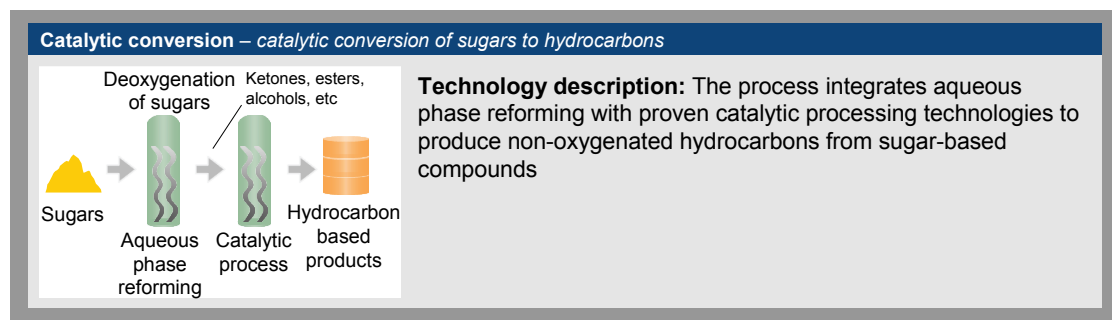 Catalytic conversion – catalytic conversion of sugars to hydrocarbons
Deoxygenation
of sugars
Ketones, esters,
alcohols, etc
Sugars
Aqueous
phase
reforming
Catalytic
process
Hydrocarbon
based
products
Technology description: The process integrates aqueous
phase reforming with proven catalytic processing technologies to
produce non-oxygenated hydrocarbons from sugar-based
compounds